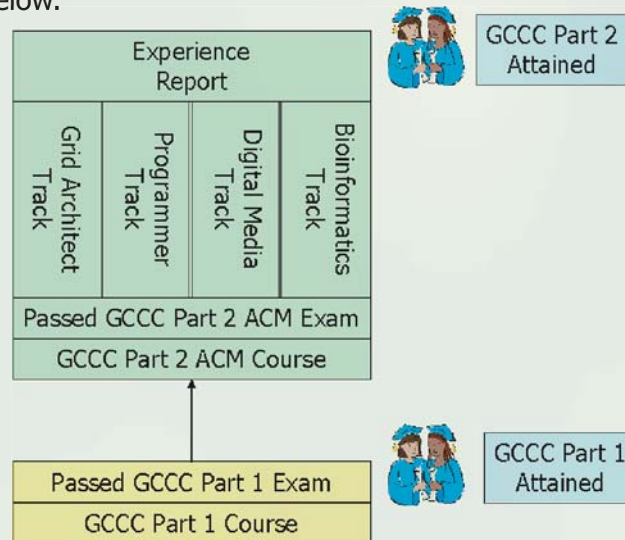 below.
Experience
Report
GCCC Part 2
Attained
Grid Architect
Track
Programmer
Track
Digital Media
Track
Bioinformatics
Track
Passed GCCC Part 2 ACM Exam
GCCC Part 2 ACM Course
Passed GCCC Part 1 Exam
GCCC Part 1 Course
GCCC Part 1
Attained